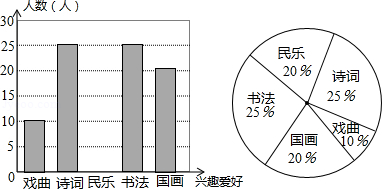 人数（人）
30
25
20
15
10
5
0
戏曲 诗词 民乐 书法 国画 兴趣爱好
民乐
20%
诗词
25%
书法
25%
戏曲
10%
国画
20%